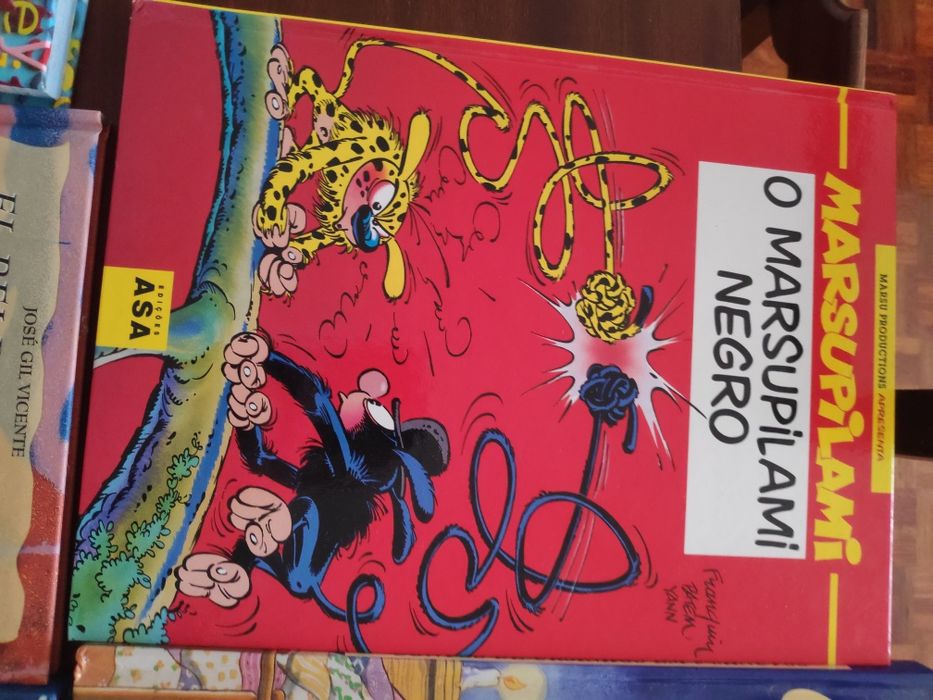 MARSU PRODUCTIONS APRESENTA
MARSUPiLAMi
O MARSUPiLAMi
NEGRO
Franquin
BATEM
YANN
EDIÇÕES
ASA
JOSÉ GIL VICENTE